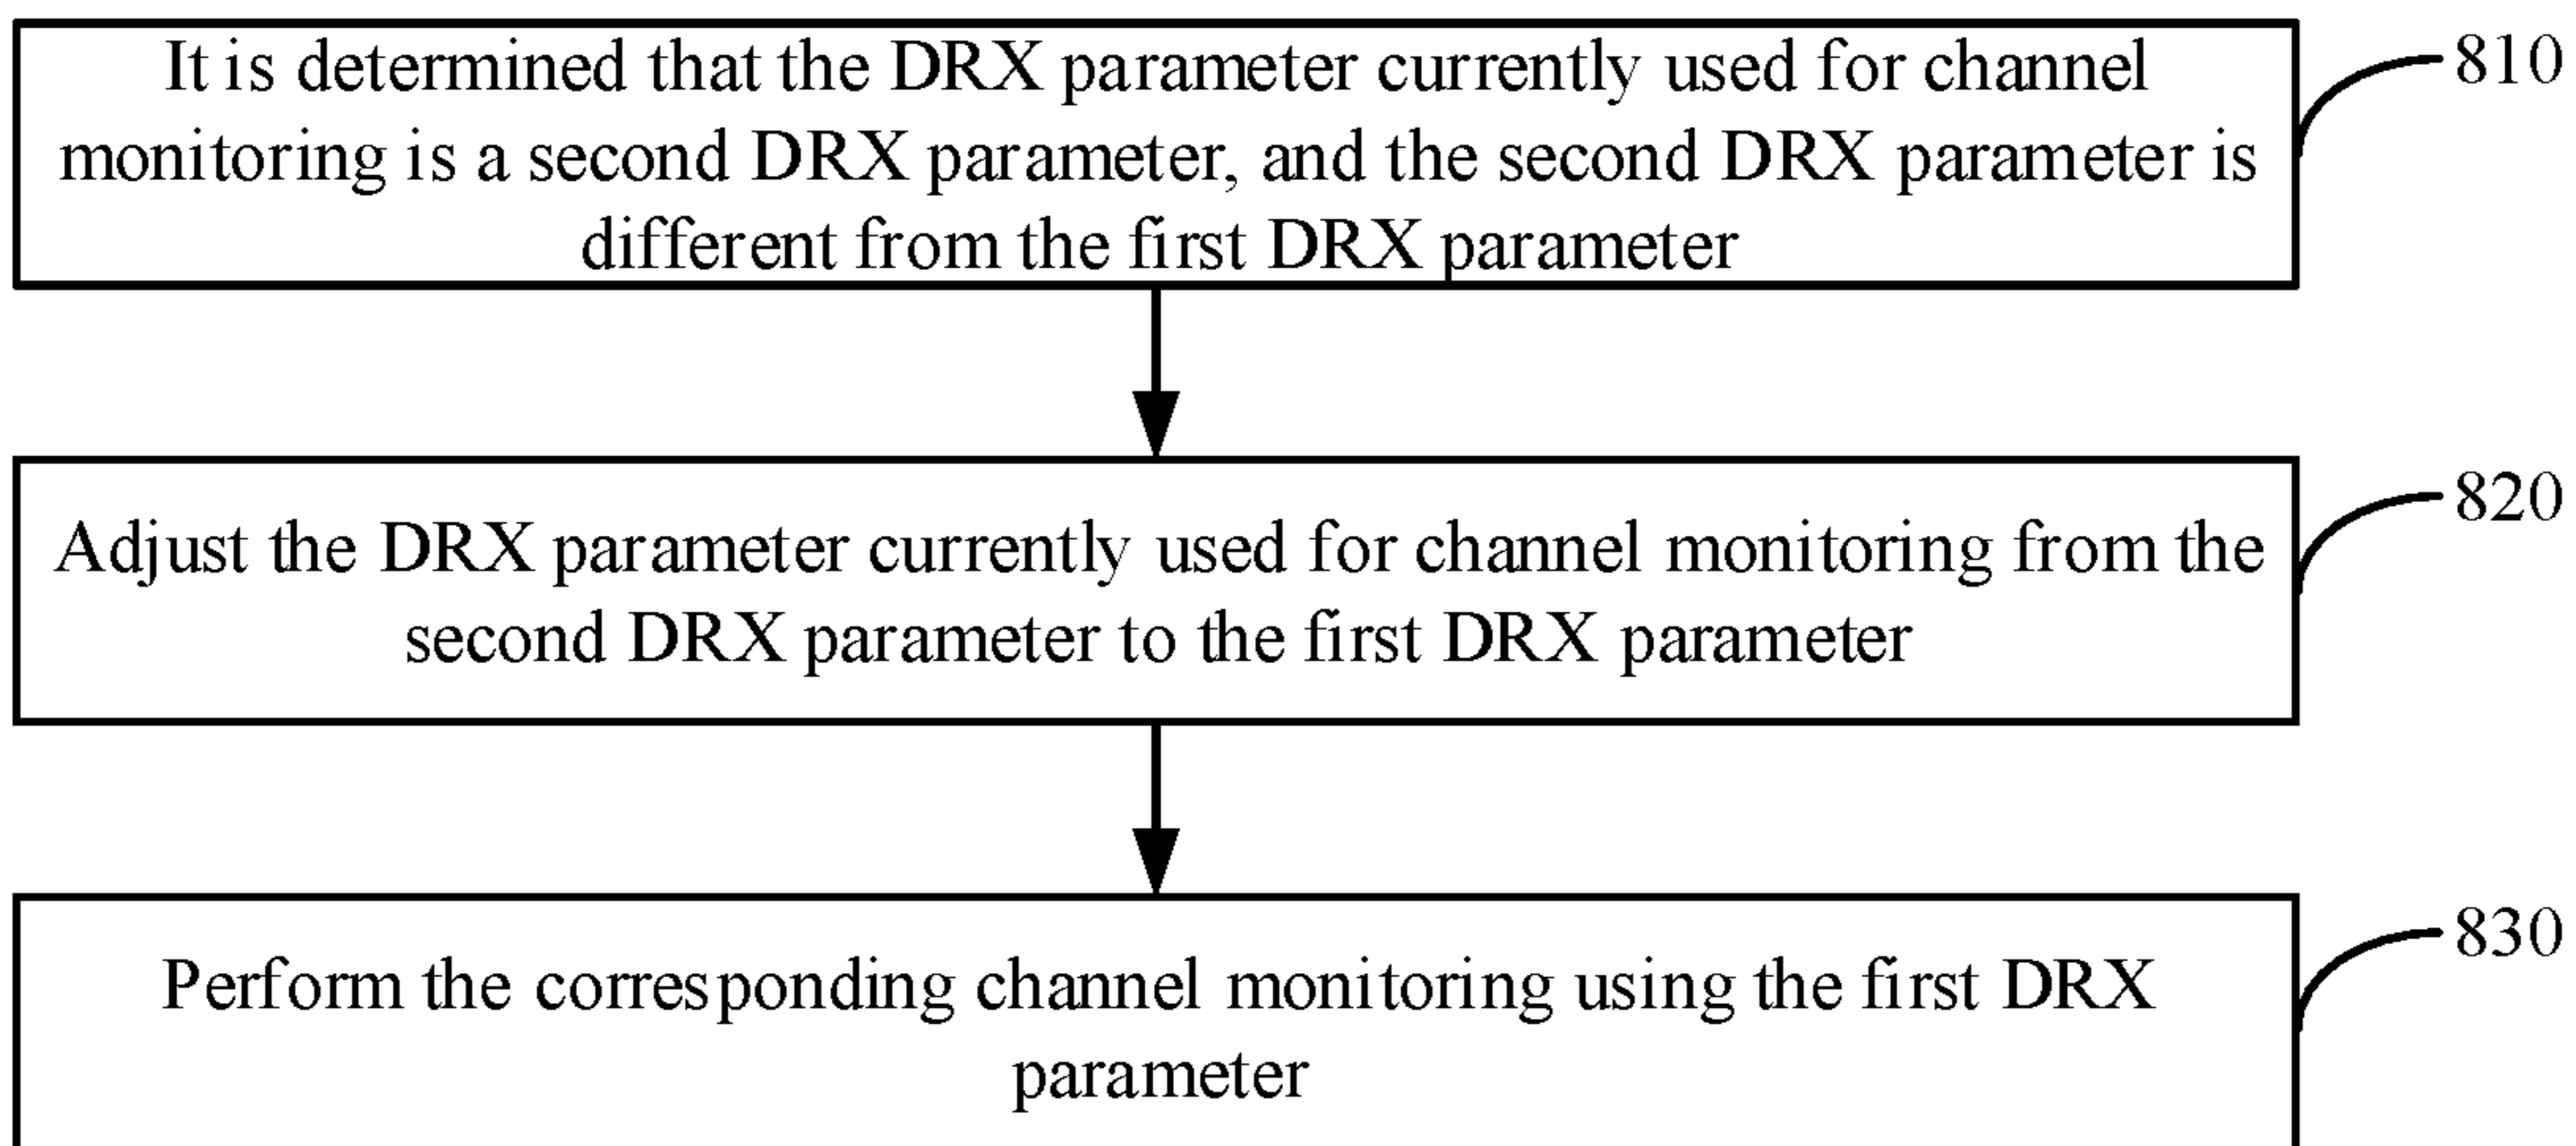 It is determined that the DRX parameter currently used for channel
monitoring is a second DRX parameter, and the second DRX parameter is
different from the first DRX parameter
810
Adjust the DRX parameter currently used for channel monitoring from the
second DRX parameter to the first DRX parameter
820
Perform the corresponding channel monitoring using the first DRX
parameter
830